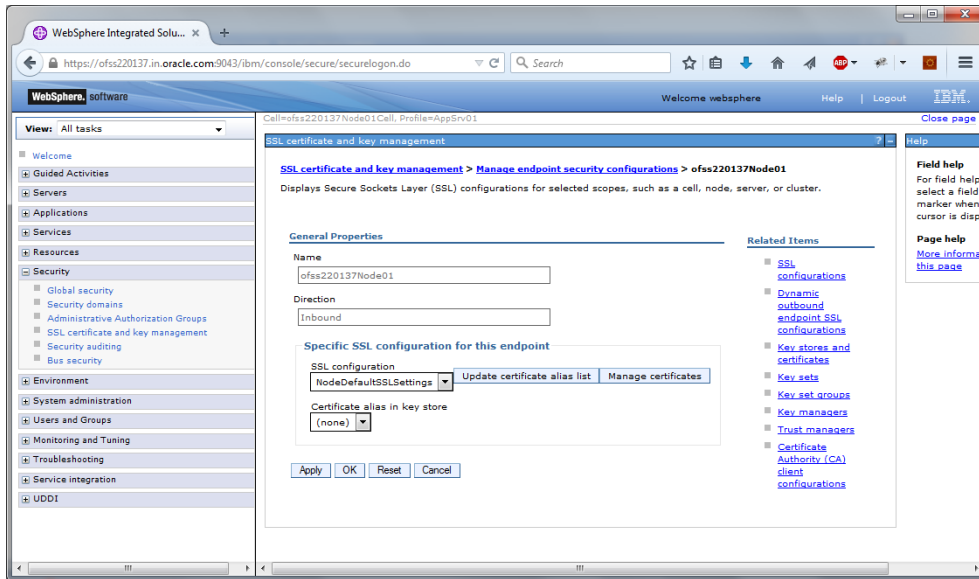 WebSphere Integrated Solu...
https://ofss220137.in.oracle.com:9043/ibm/console/secure/securelogon.do
Search
ABP
WebSphere. software
Welcome websphere
Help | Logout
IBM.
View: All tasks
Welcome
Guided Activities
Servers
Applications
Services
Resources
Security
Global security
Security domains
Administrative Authorization Groups
SSL certificate and key management
Security auditing
Bus security
Environment
System administration
Users and Groups
Monitoring and Tuning
Troubleshooting
Service integration
UDDI
Cell=ofss220137Node01Cell, Profile=AppSrv01
Close page
SSL certificate and key management
? -
SSL certificate and key management > Manage endpoint security configurations > ofss220137Node01
Displays Secure Sockets Layer (SSL) configurations for selected scopes, such as a cell, node, server, or cluster.
General Properties
Name
ofss220137Node01
Direction
Inbound
Specific SSL configuration for this endpoint
SSL configuration
NodeDefaultSSLSettings
Update certificate alias list
Manage certificates
Certificate alias in key store
(none)
Apply
OK
Reset
Cancel
Related Items
SSL
configurations
Dynamic
outbound
endpoint SSL
configurations
Key stores and
certificates
Key sets
Key set groups
Key managers
Trust managers
Certificate
Authority (CA)
client
configurations
Help
Field help
For field help
select a field
marker when
cursor is disp
Page help
More informa
this page